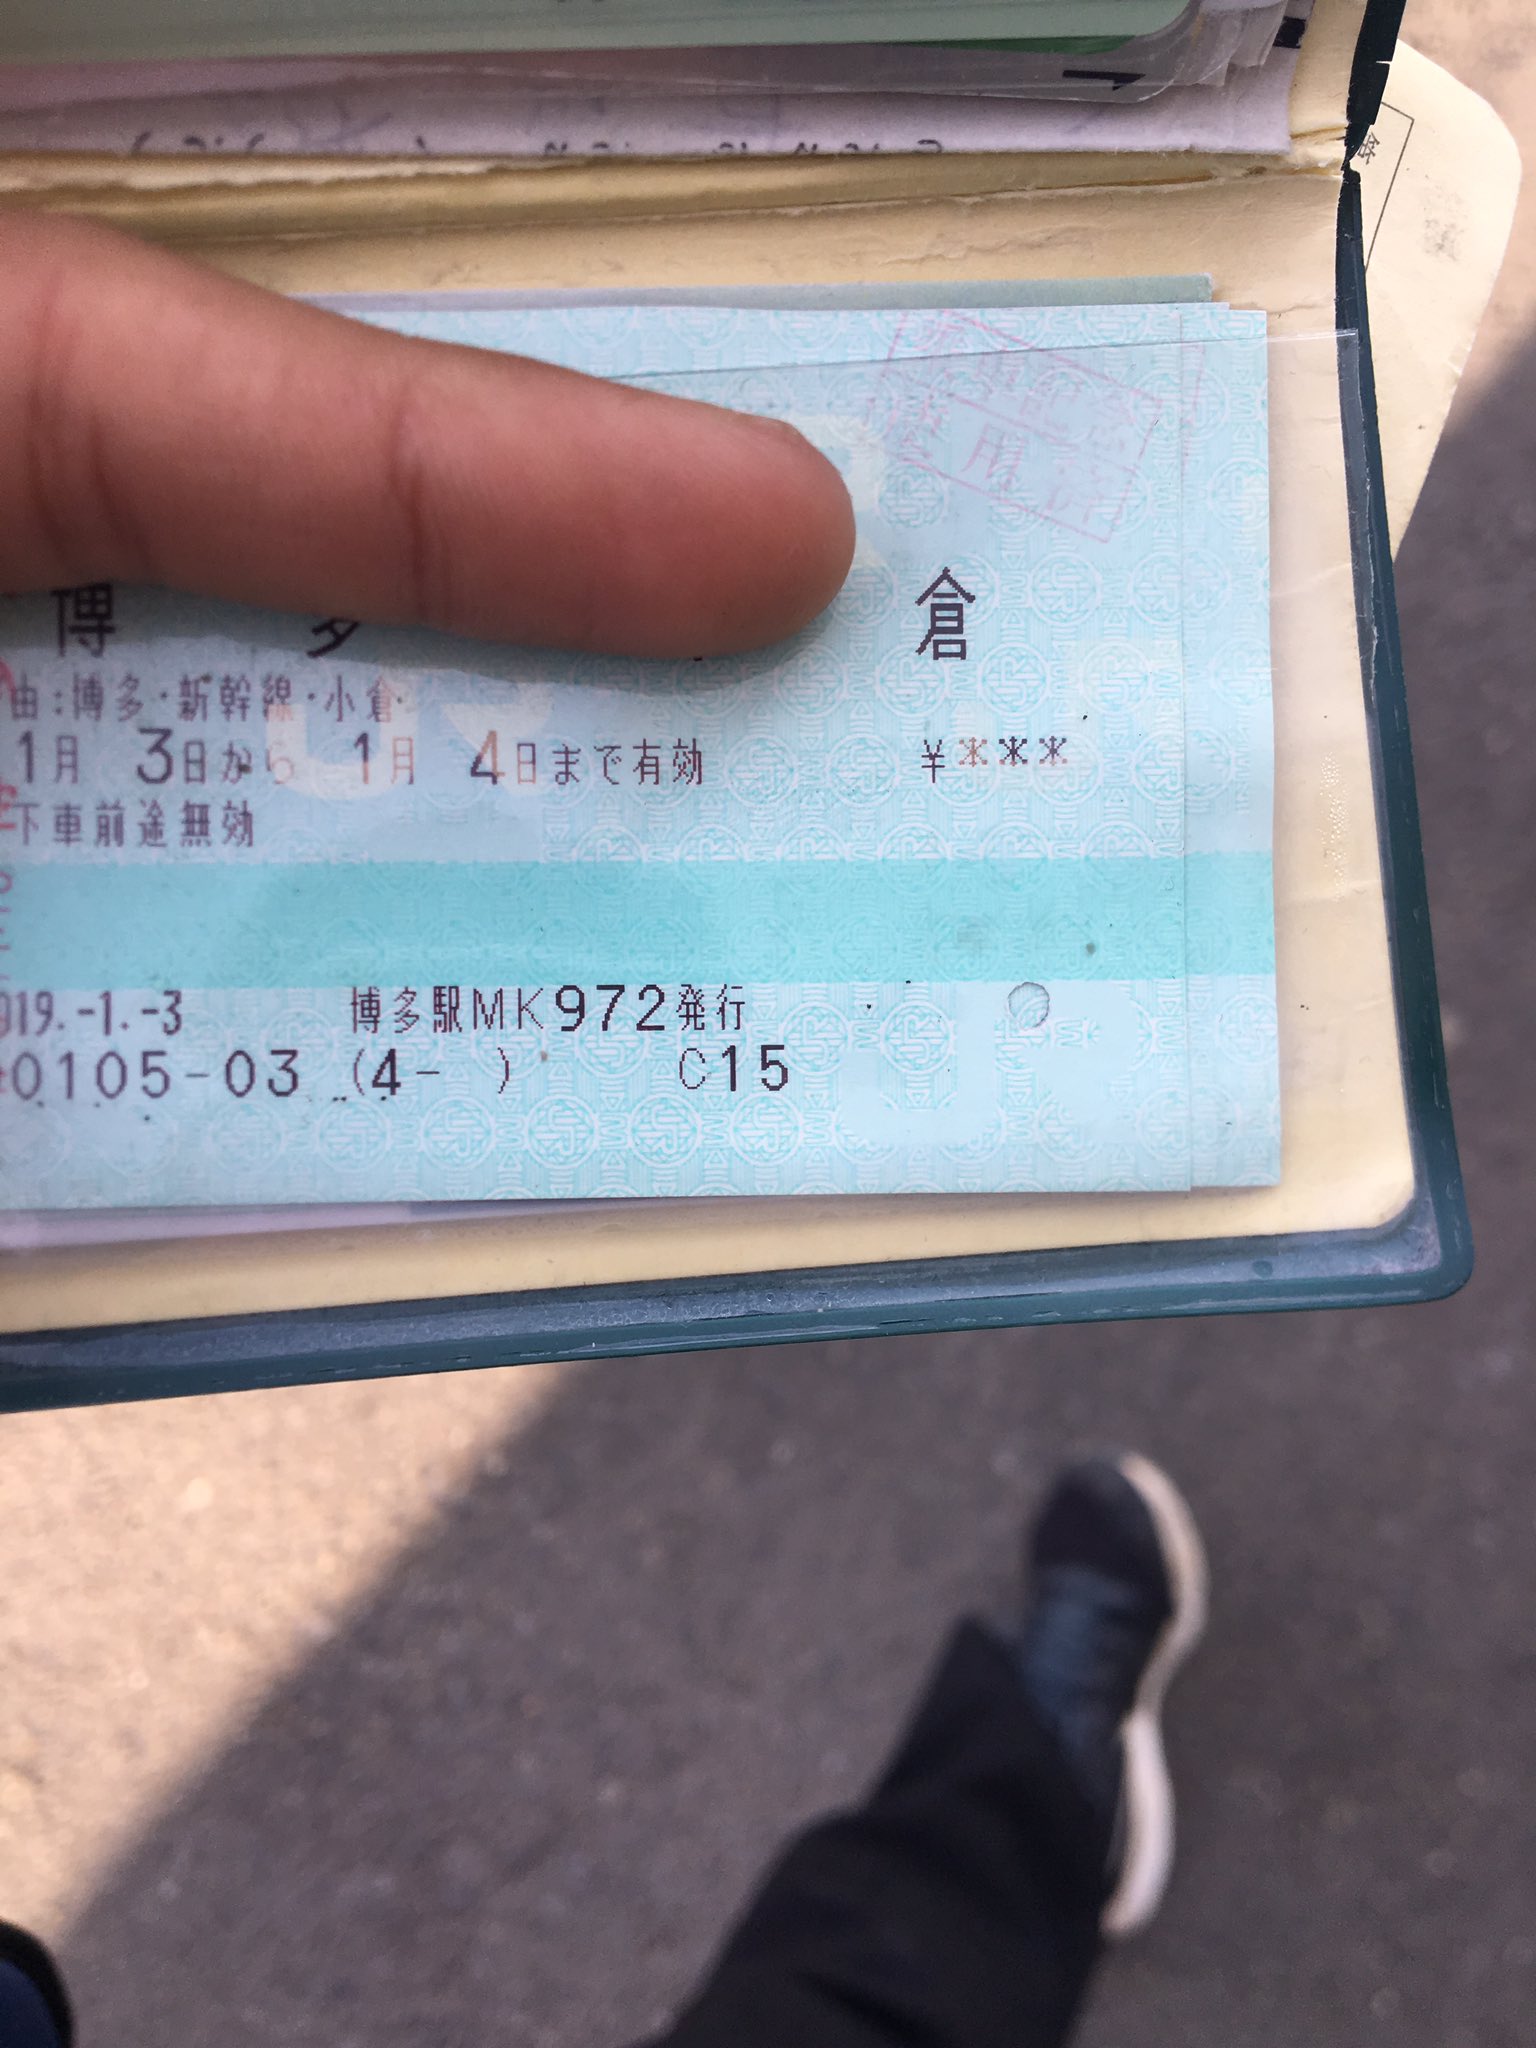 博 多 倉
由:博多・新幹線・小倉
1月 3日から 1月 4日まで有効 ¥***
下車前途無効
019.-1.-3 博多駅MK972発行
0105-03 (4- ) C15